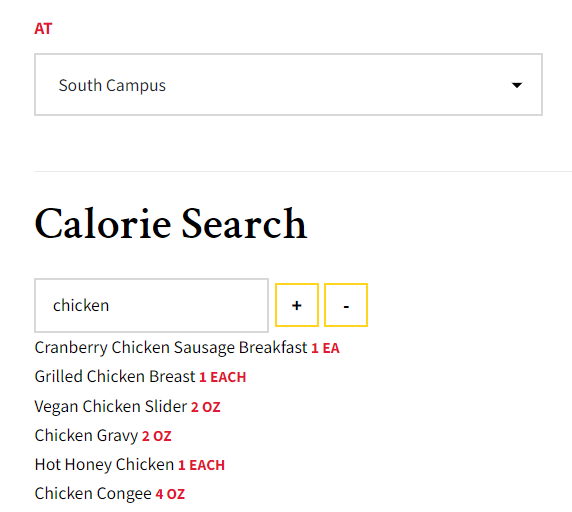 AT
South Campus
Calorie Search
chicken + -
Cranberry Chicken Sausage Breakfast 1 EA
Grilled Chicken Breast 1 EACH
Vegan Chicken Slider 2 OZ
Chicken Gravy 2 OZ
Hot Honey Chicken 1 EACH
Chicken Congee 4 OZ